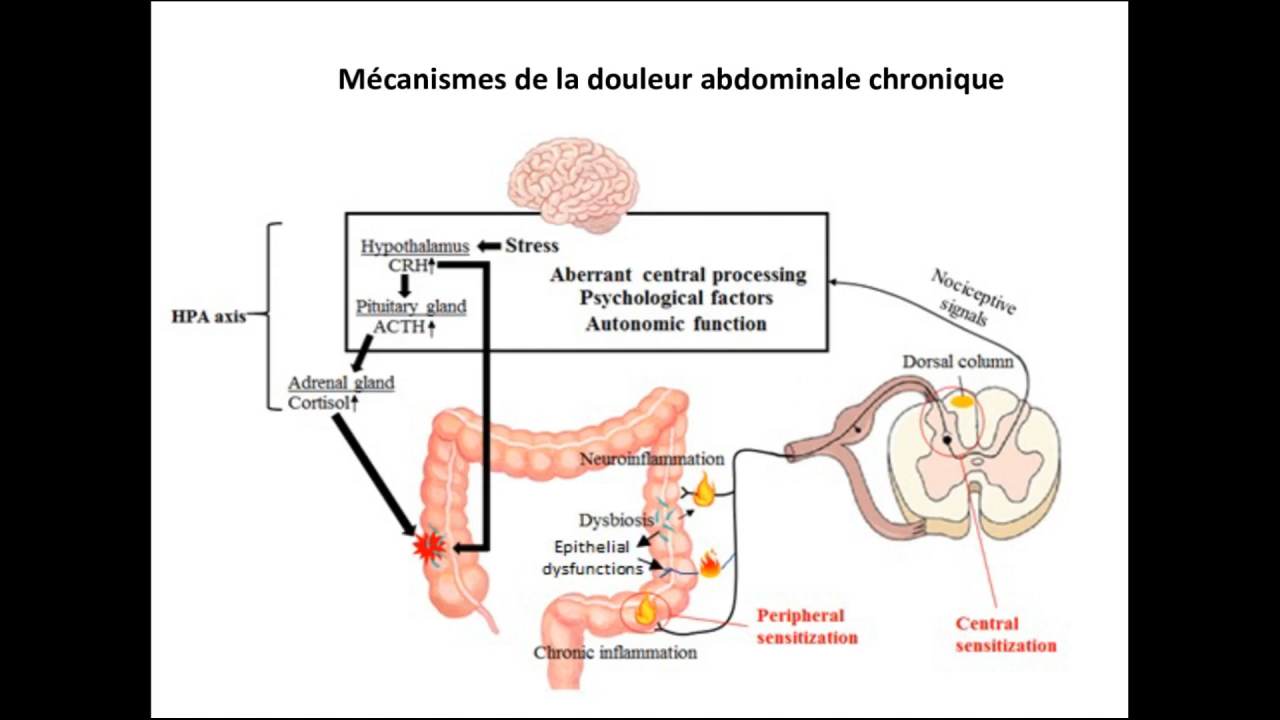 Mécanismes de la douleur abdominale chronique
Hypothalamus
Stress
CRH↑
Aberrant central processing
Psychological factors
Autonomic function
Pituitary gland
ACTH↑
HPA axis
Adrenal gland
Cortisol↑
Nociceptive
signals
Dorsal column
Neuroinflammation
Dysbiosis
Epithelial
dysfunctions
Peripheral
sensitization
Central
sensitization
Chronic inflammation